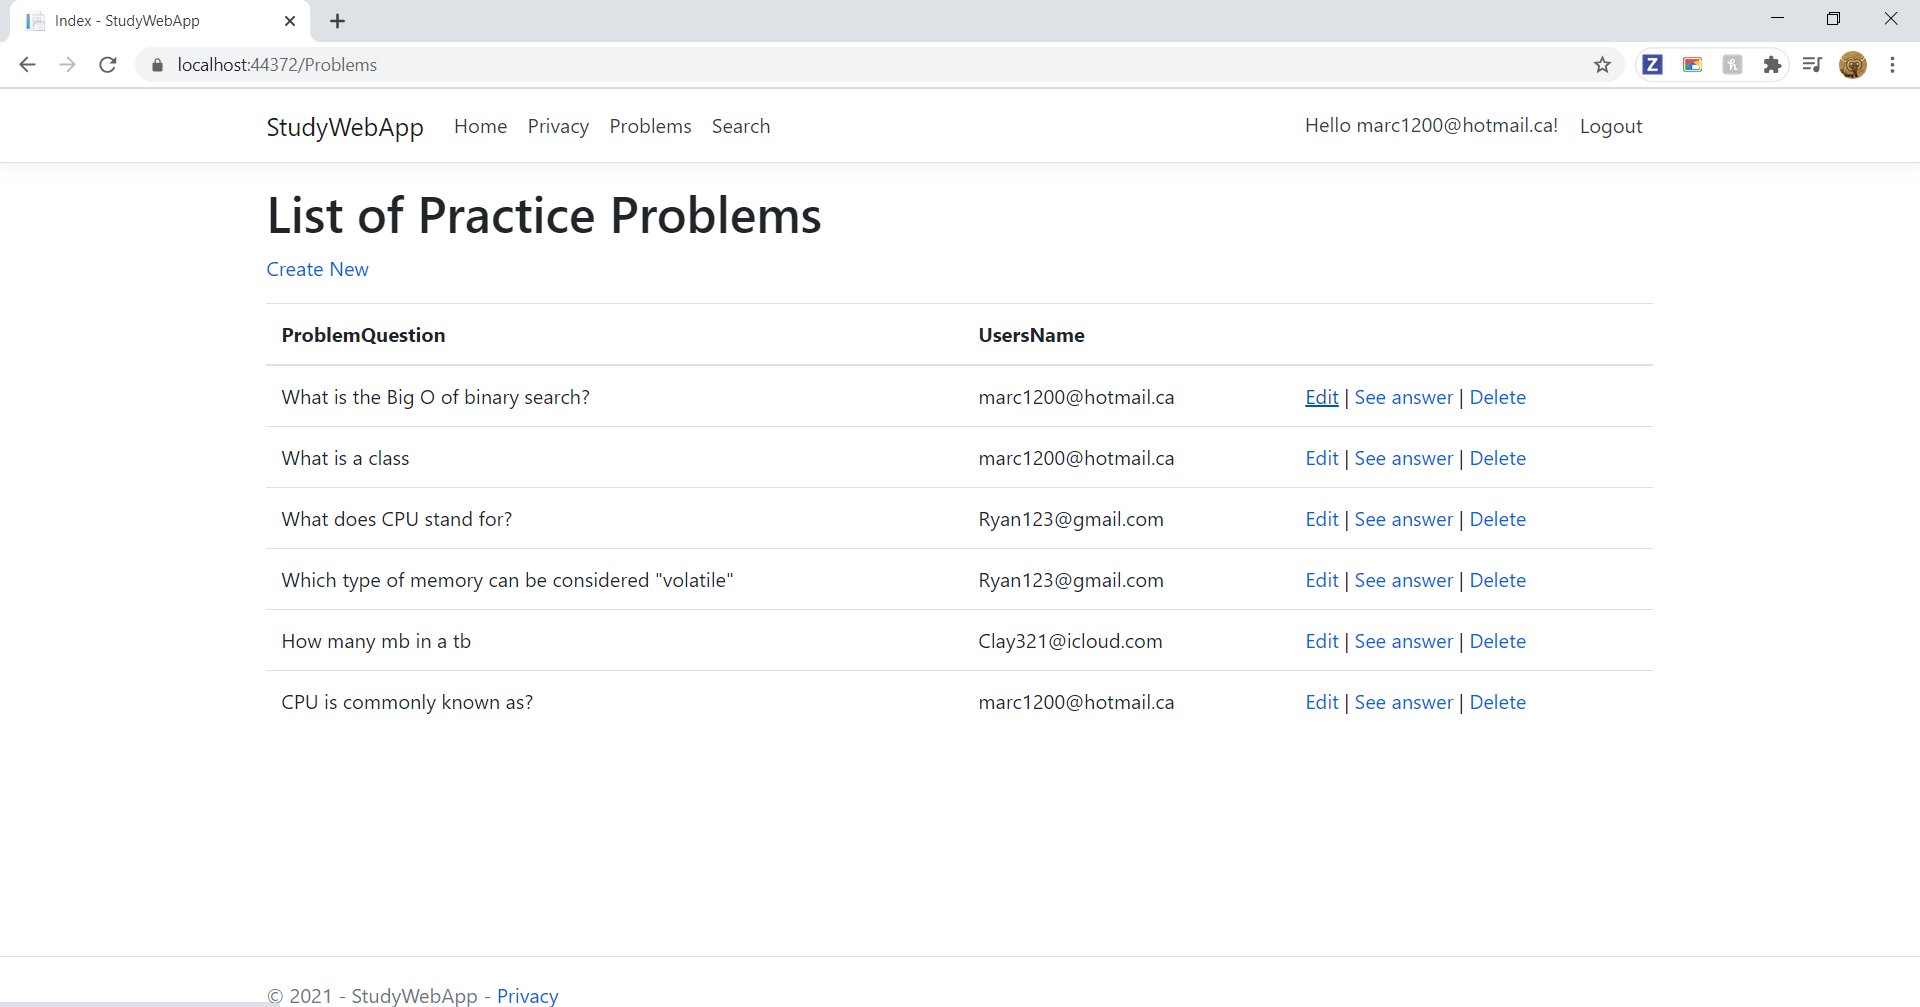 Index - StudyWebApp
localhost:44372/Problems
StudyWebApp Home Privacy Problems Search Hello marc1200@hotmail.ca! Logout
List of Practice Problems
Create New
ProblemQuestion UsersName
What is the Big O of binary search? marc1200@hotmail.ca Edit | See answer | Delete
What is a class marc1200@hotmail.ca Edit | See answer | Delete
What does CPU stand for? Ryan123@gmail.com Edit | See answer | Delete
Which type of memory can be considered "volatile" Ryan123@gmail.com Edit | See answer | Delete
How many mb in a tb Clay321@icloud.com Edit | See answer | Delete
CPU is commonly known as? marc1200@hotmail.ca Edit | See answer | Delete
© 2021 - StudyWebApp - Privacy